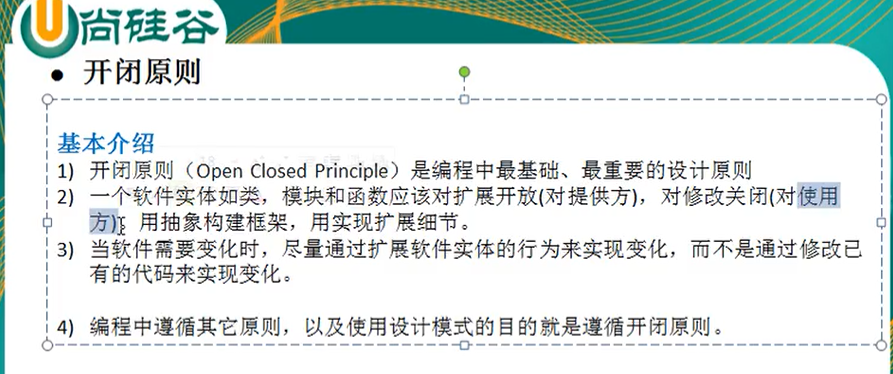 尚硅谷
• 开闭原则
基本介绍
1) 开闭原则（Open Closed Principle）是编程中最基础、最重要的设计原则
2) 一个软件实体如类，模块和函数应该对扩展开放(对提供方)，对修改关闭(对使用
方)。用抽象构建框架，用实现扩展细节。
3) 当软件需要变化时，尽量通过扩展软件实体的行为来实现变化，而不是通过修改已
有的代码来实现变化。
4) 编程中遵循其它原则，以及使用设计模式的目的就是遵循开闭原则。